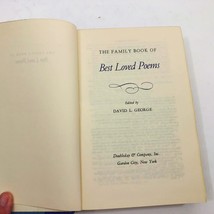 THE FAMILY BOOK OF
Best Loved Poems
Edited by
DAVID L. GEORGE
Doubleday & Company, Inc.
Garden City, New York